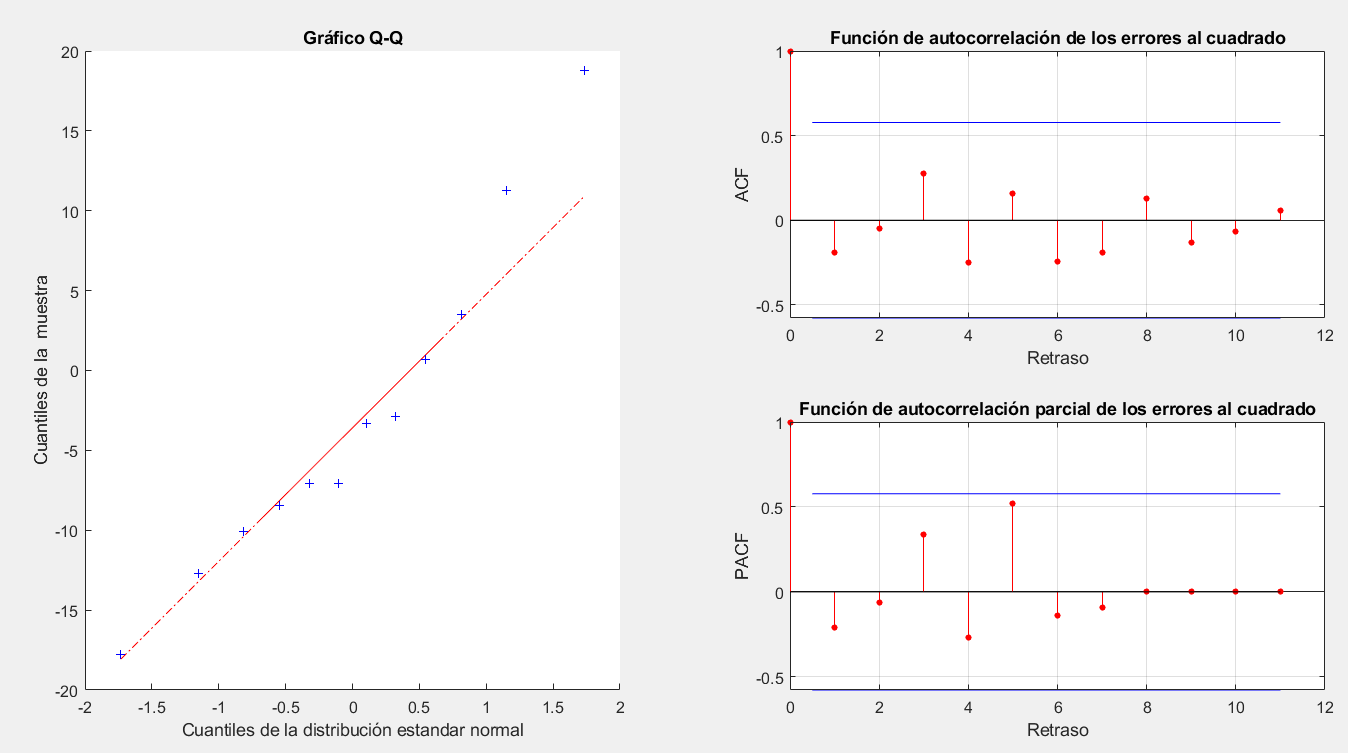 Gráfico Q-Q
20
15
10
5
0
-5
-10
-15
-20
Cuantiles de la muestra
-2 -1.5 -1 -0.5 0 0.5 1 1.5 2
Cuantiles de la distribución estandar normal
Función de autocorrelación de los errores al cuadrado
1
0.5
0
-0.5
ACF
0 2 4 6 8 10 12
Retraso
Función de autocorrelación parcial de los errores al cuadrado
1
0.5
0
-0.5
PACF
0 2 4 6 8 10 12
Retraso